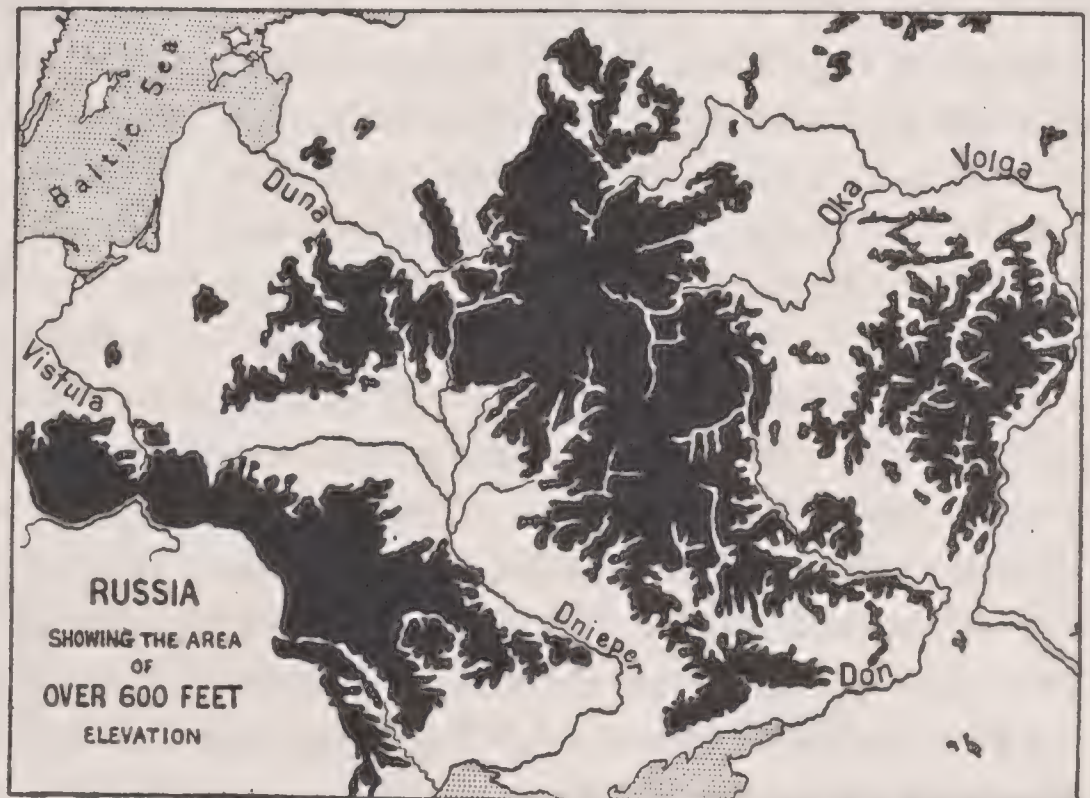 Baltic Sea
Duna
Volga
Oka
Vistula
Dnieper
Don
RUSSIA
SHOWING THE AREA
OF
OVER 600 FEET
ELEVATION